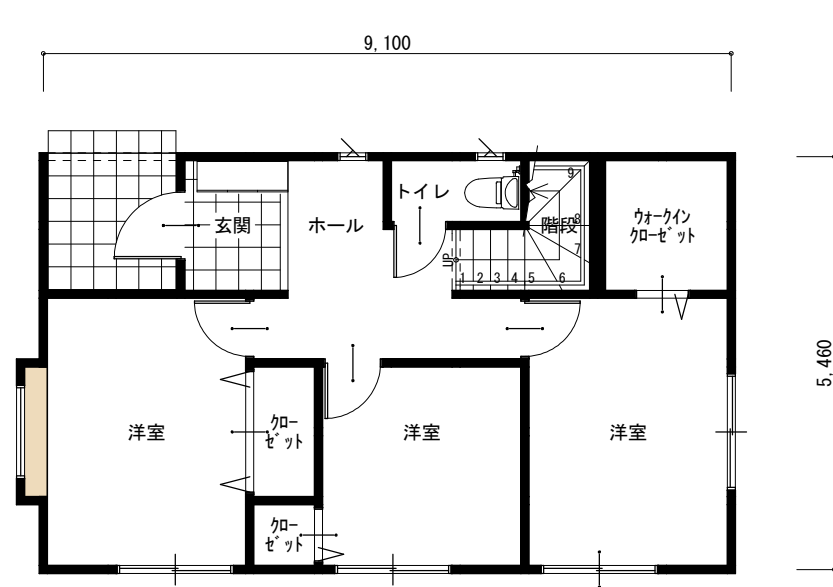 9,100
トイレ
玄関
ホール
階段
ウォークイン
クローゼット
UP
1 2 3 4 5 6
7
8
9
5,460
洋室
クロー
ゼット
洋室
洋室
クロー
ゼット